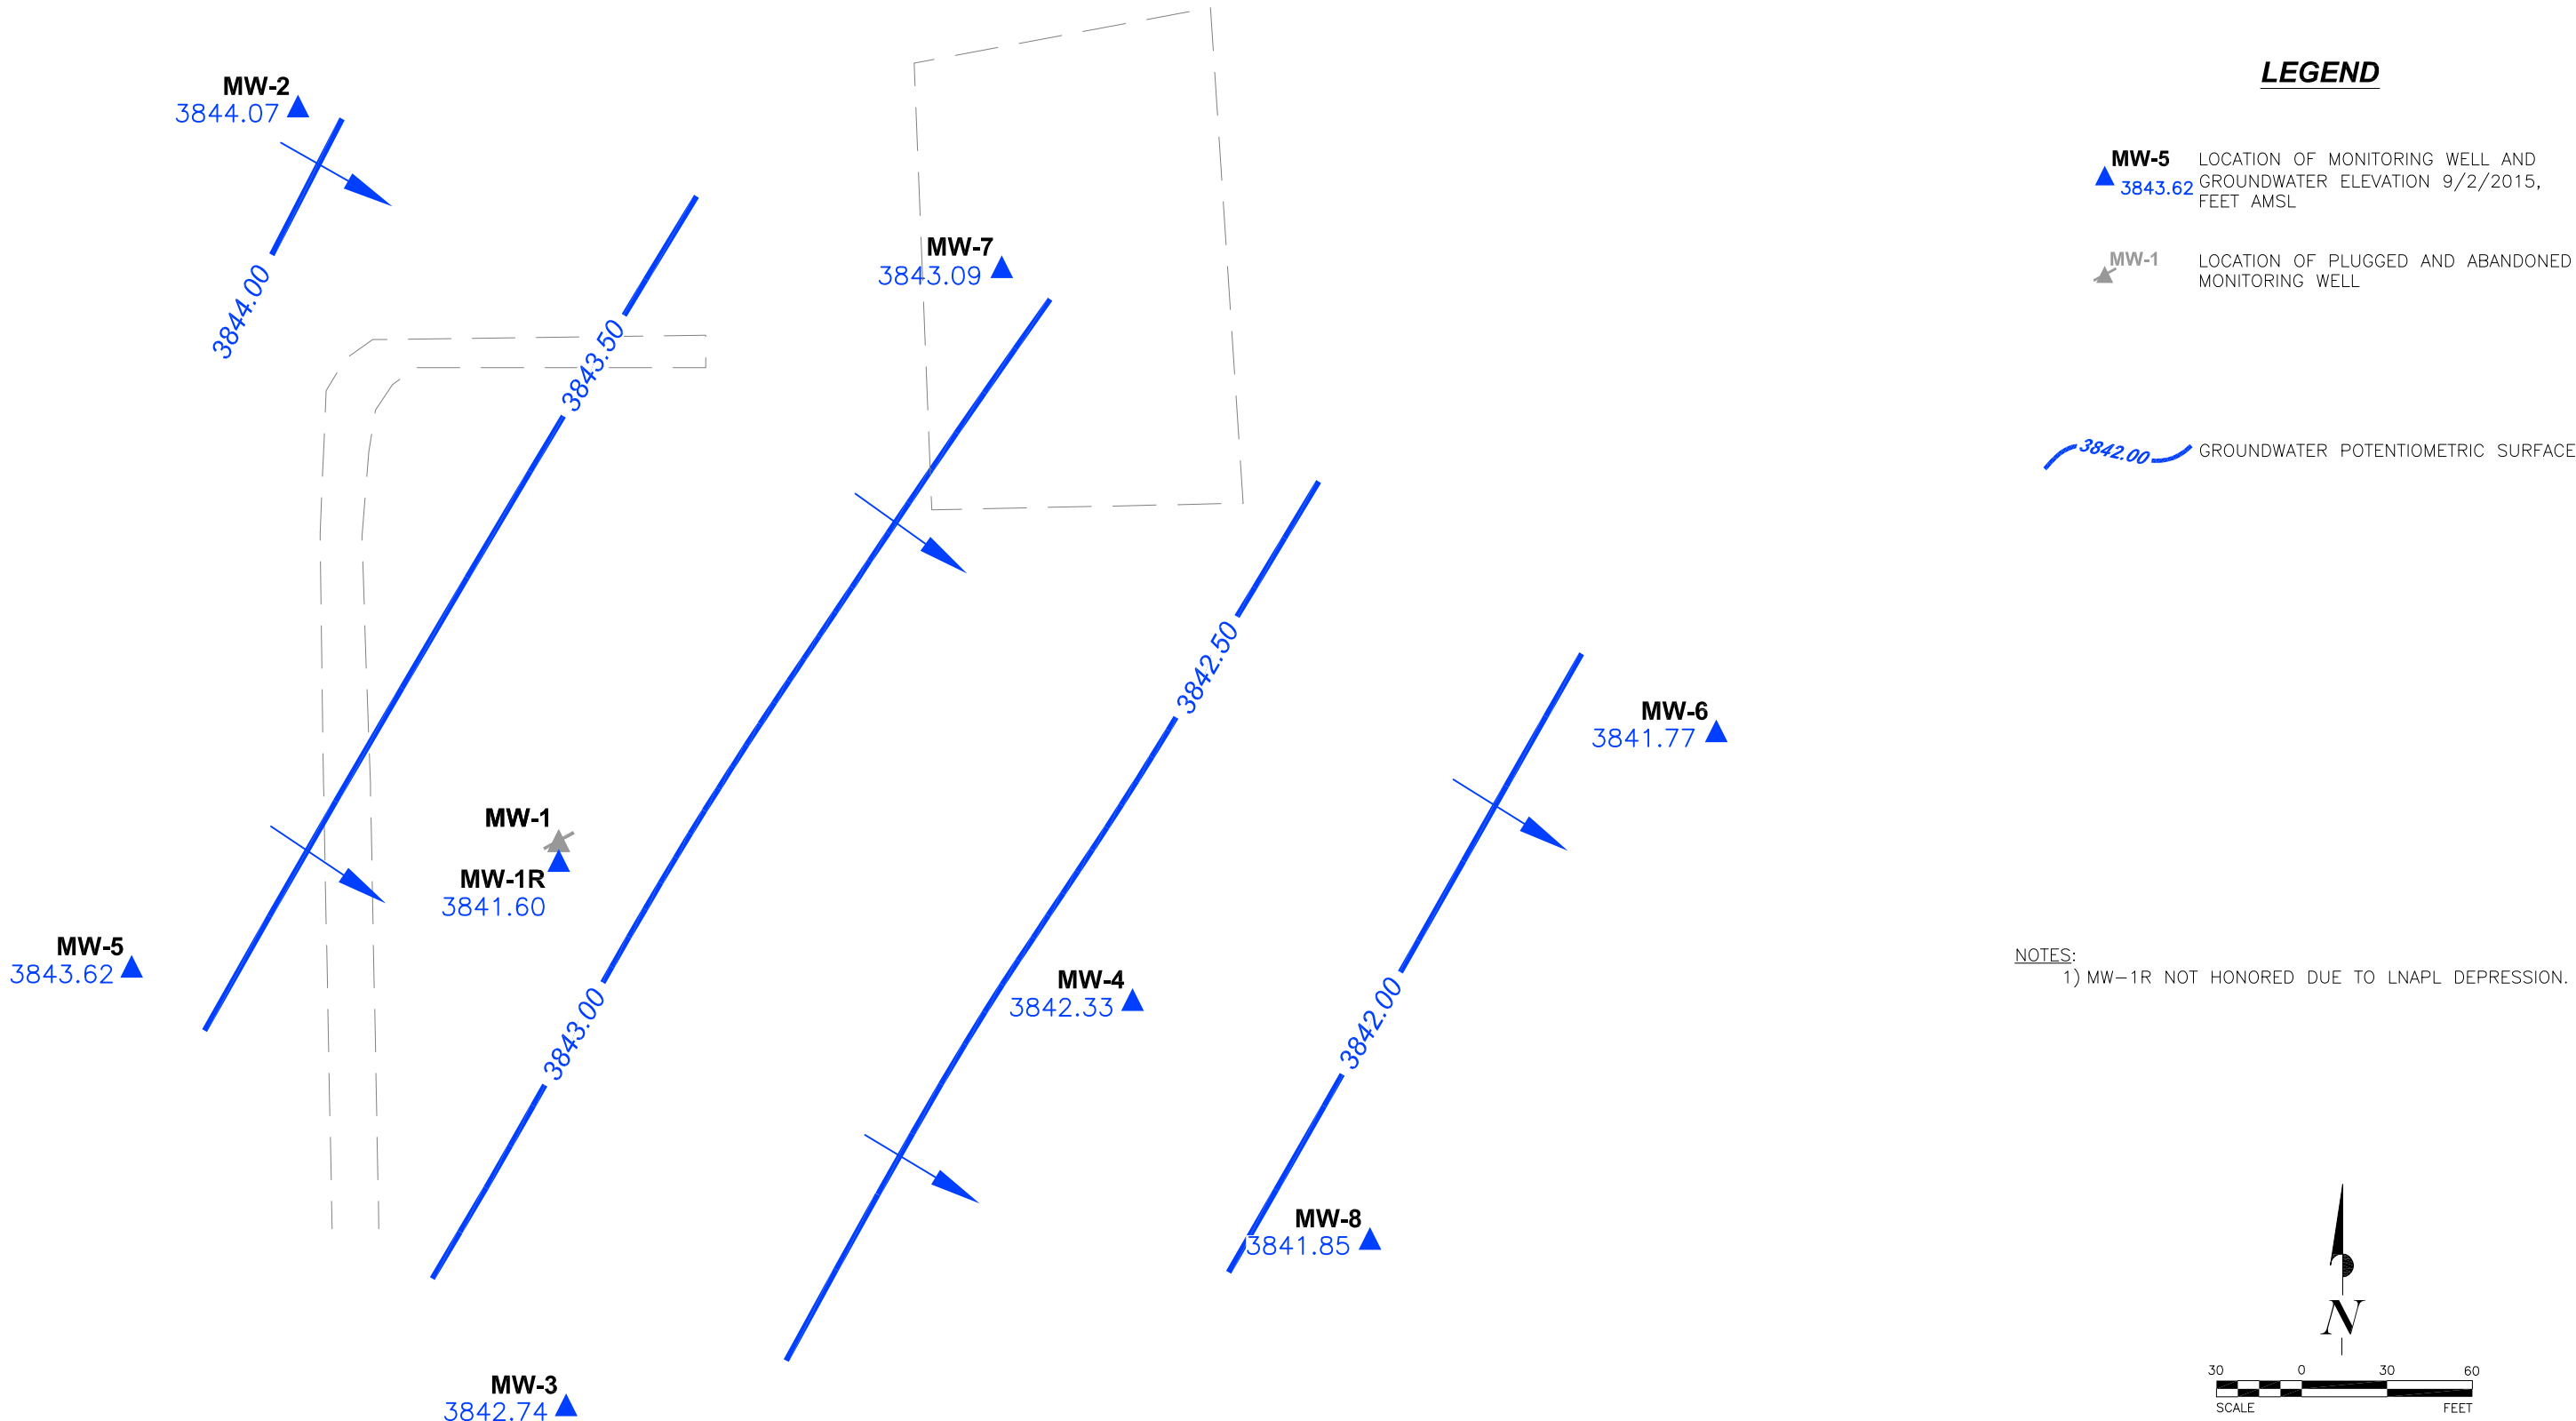 LEGEND
MW-2
3844.07
MW-5
3843.62
LOCATION OF MONITORING WELL AND
GROUNDWATER ELEVATION 9/2/2015,
FEET AMSL
MW-1
LOCATION OF PLUGGED AND ABANDONED
MONITORING WELL
MW-7
3843.09
3844.00
3843.50
3842.00
GROUNDWATER POTENTIOMETRIC SURFACE
3842.50
MW-6
3841.77
MW-1
MW-1R
3841.60
MW-5
3843.62
MW-4
3842.33
3843.00
3842.00
NOTES:
1) MW-1R NOT HONORED DUE TO LNAPL DEPRESSION.
MW-8
3841.85
MW-3
3842.74
N
30 0 30 60
SCALE FEET